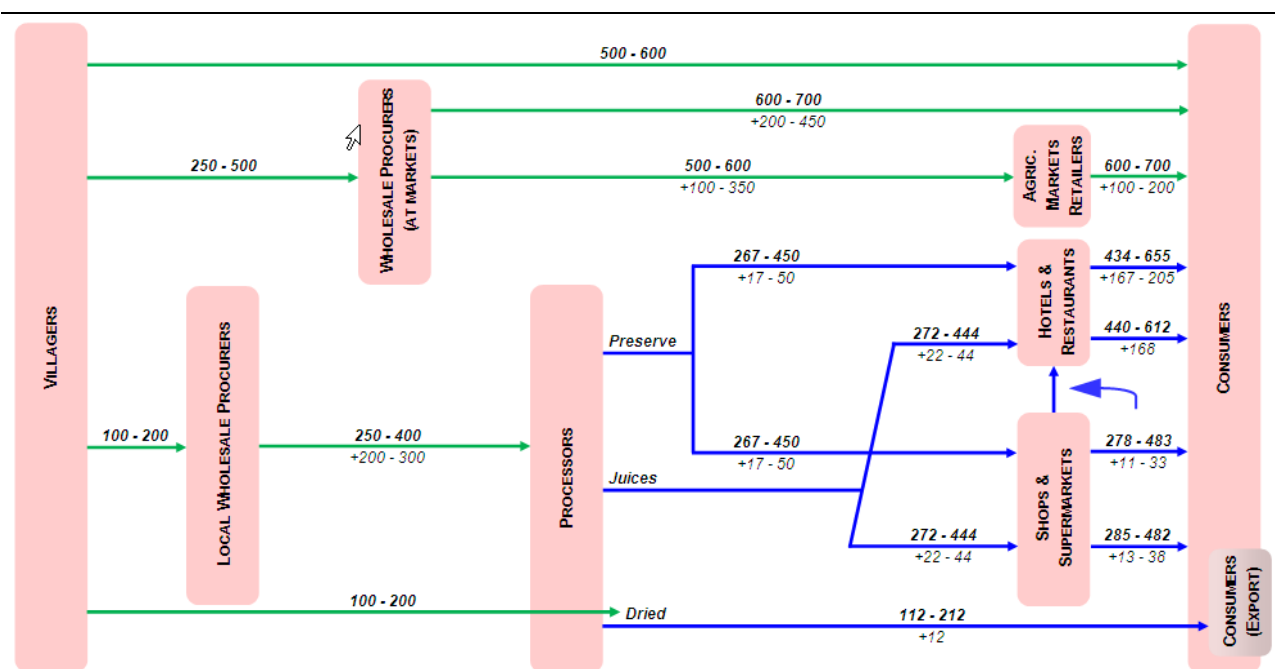 500 - 600
600 - 700
+200 - 450
WHOLESALE PROCURERS
(AT MARKETS)
250 - 500
500 - 600
+100 - 350
AGRIC.
MARKETS
RETAILERS
600 - 700
+100 - 200
267 - 450
+17 - 50
HOTELS &
RESTAURANTS
434 - 655
+167 - 205
VILLAGERS
Preserve
272 - 444
+22 - 44
440 - 612
+168
CONSUMERS
LOCAL WHOLESALE PROCURERS
100 - 200
250 - 400
+200 - 300
PROCESSORS
267 - 450
+17 - 50
Juices
SHOPS &
SUPERMARKETS
278 - 483
+11 - 33
272 - 444
+22 - 44
285 - 482
+13 - 38
100 - 200
Dried
112 - 212
+12
CONSUMERS
(EXPORT)